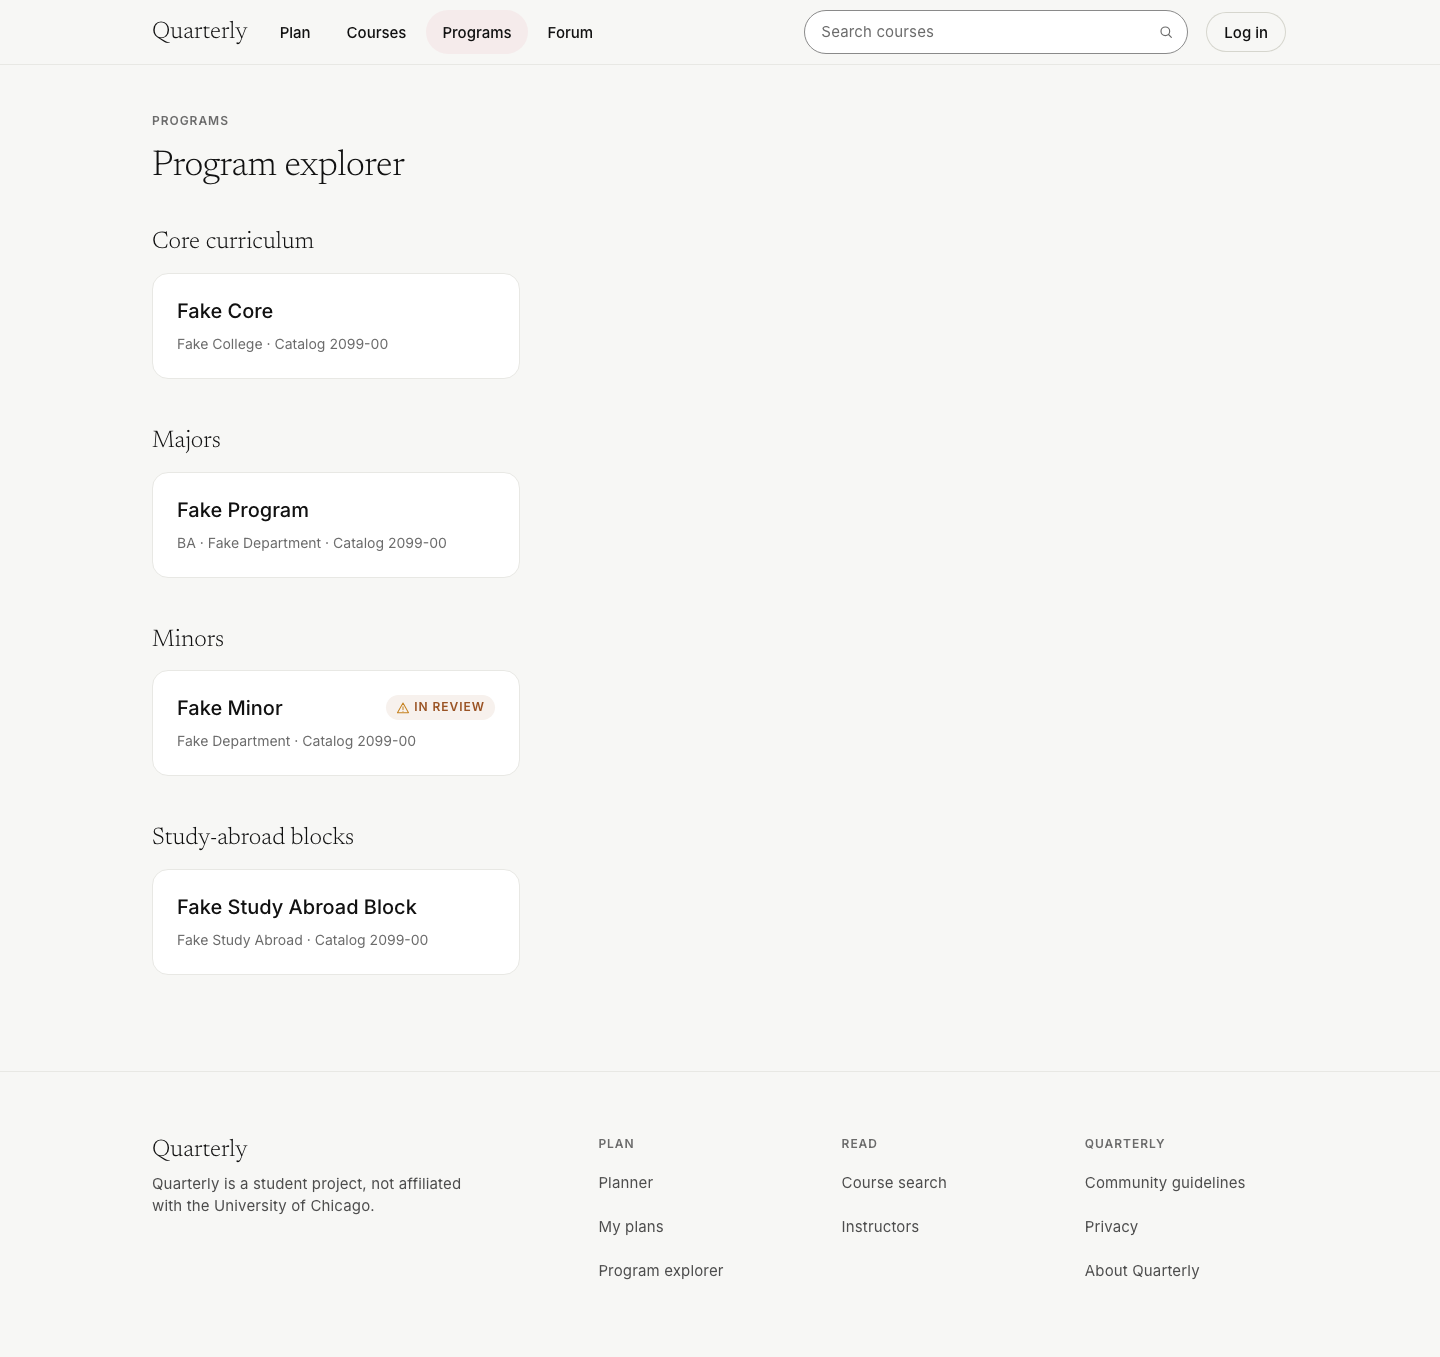 Quarterly
Plan
Courses
Programs
Forum
Search courses
Log in
PROGRAMS
Program explorer
Core curriculum
Fake Core
Fake College · Catalog 2099-00
Majors
Fake Program
BA · Fake Department · Catalog 2099-00
Minors
Fake Minor
IN REVIEW
Fake Department · Catalog 2099-00
Study-abroad blocks
Fake Study Abroad Block
Fake Study Abroad · Catalog 2099-00
Quarterly
Quarterly is a student project, not affiliated
with the University of Chicago.
PLAN
Planner
My plans
Program explorer
READ
Course search
Instructors
QUARTERLY
Community guidelines
Privacy
About Quarterly